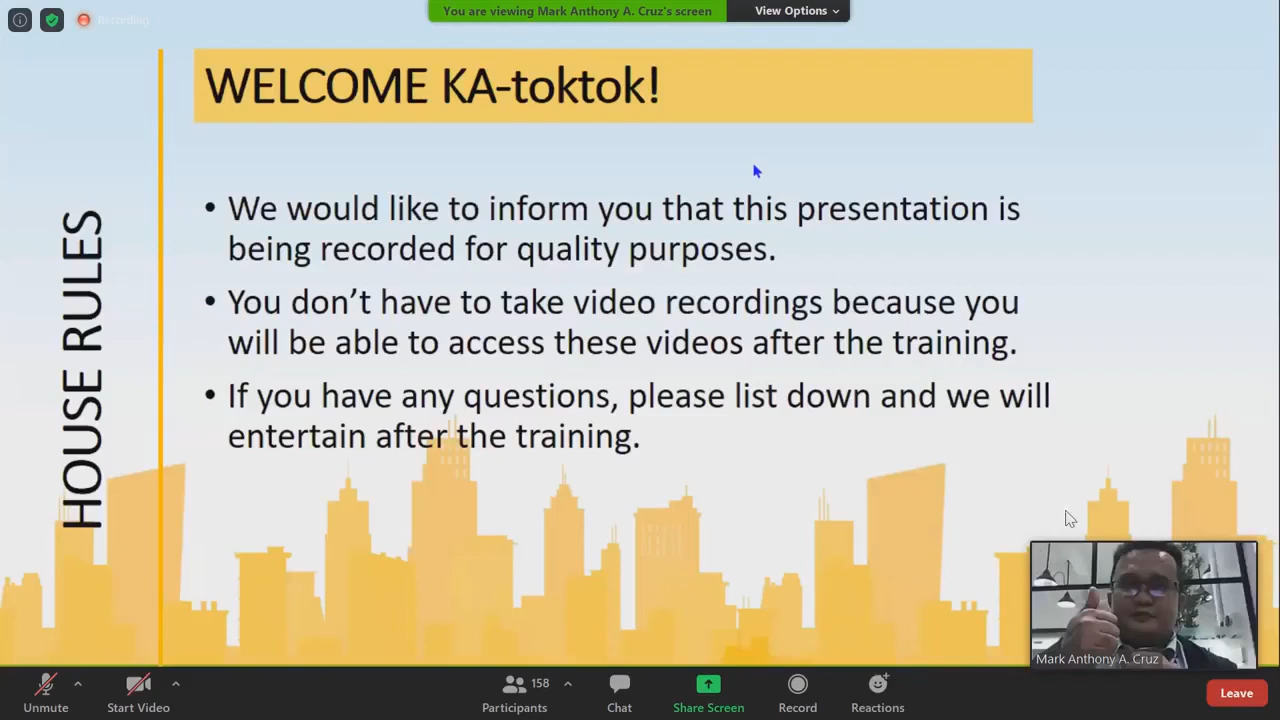 Recording
You are viewing Mark Anthony A. Cruz's screen
View Options
WELCOME KA-toktok!
HOUSE RULES
• We would like to inform you that this presentation is
being recorded for quality purposes.
• You don't have to take video recordings because you
will be able to access these videos after the training.
• If you have any questions, please list down and we will
entertain after the training.
Mark Anthony A. Cruz
Unmute
Start Video
158
Participants
Chat
Share Screen
Record
Reactions
Leave